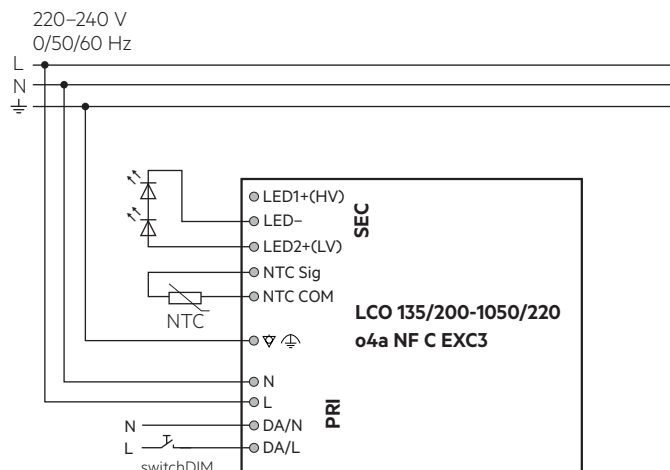 220–240 V
0/50/60 Hz
L
N
LED1+(HV)
LED–
LED2+(LV)
SEC
NTC Sig
NTC COM
NTC
LCO 135/200-1050/220
o4a NF C EXC3
N
L
PRI
N
DA/N
L
DA/L
switchDIM